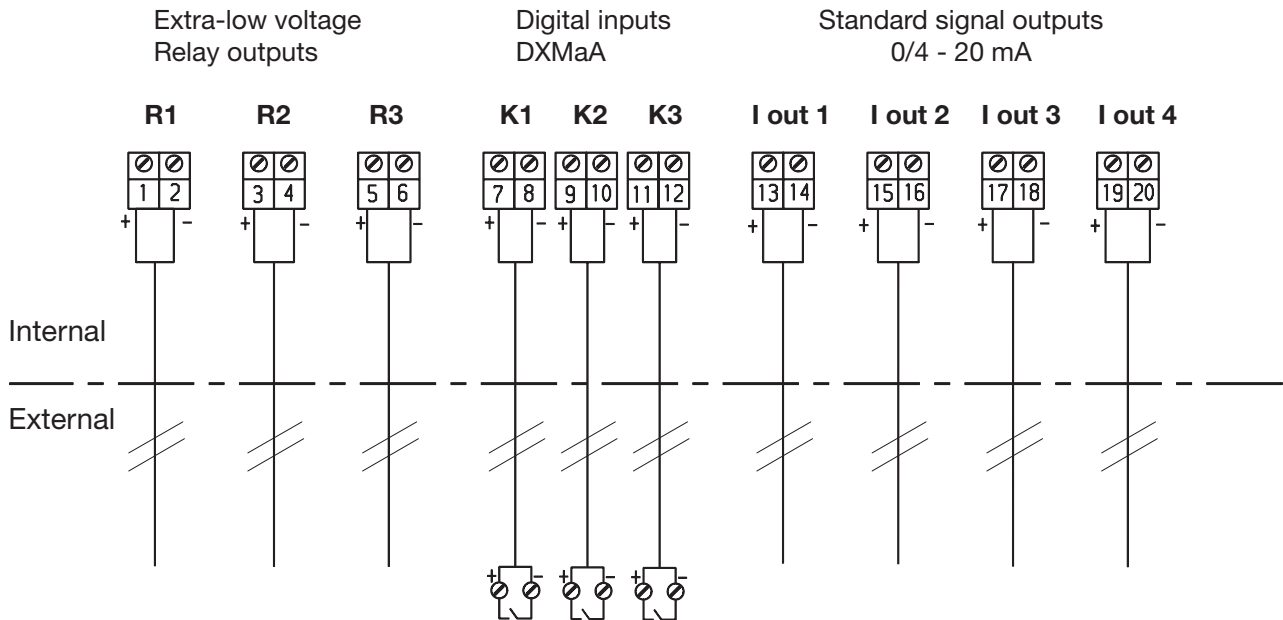 Extra-low voltage
Relay outputs
Digital inputs
DXMaA
Standard signal outputs
0/4 - 20 mA
R1 R2 R3 K1 K2 K3 I out 1 I out 2 I out 3 I out 4
1 2 3 4 5 6 7 8 9 10 11 12 13 14 15 16 17 18 19 20
+ - + - + - + - + - + - + - + - + - + -
Internal
External
+ - + - + -